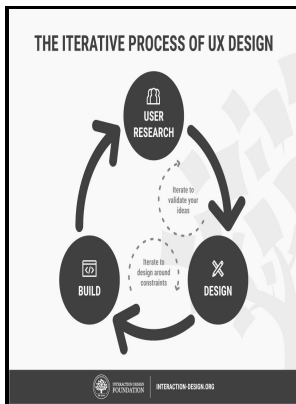 THE ITERATIVE PROCESS OF UX DESIGN
USER
RESEARCH
Iterate to
validate your
ideas
Iterate to
design around
constraints
BUILD
DESIGN
INTERACTION DESIGN
FOUNDATION
INTERACTION-DESIGN.ORG